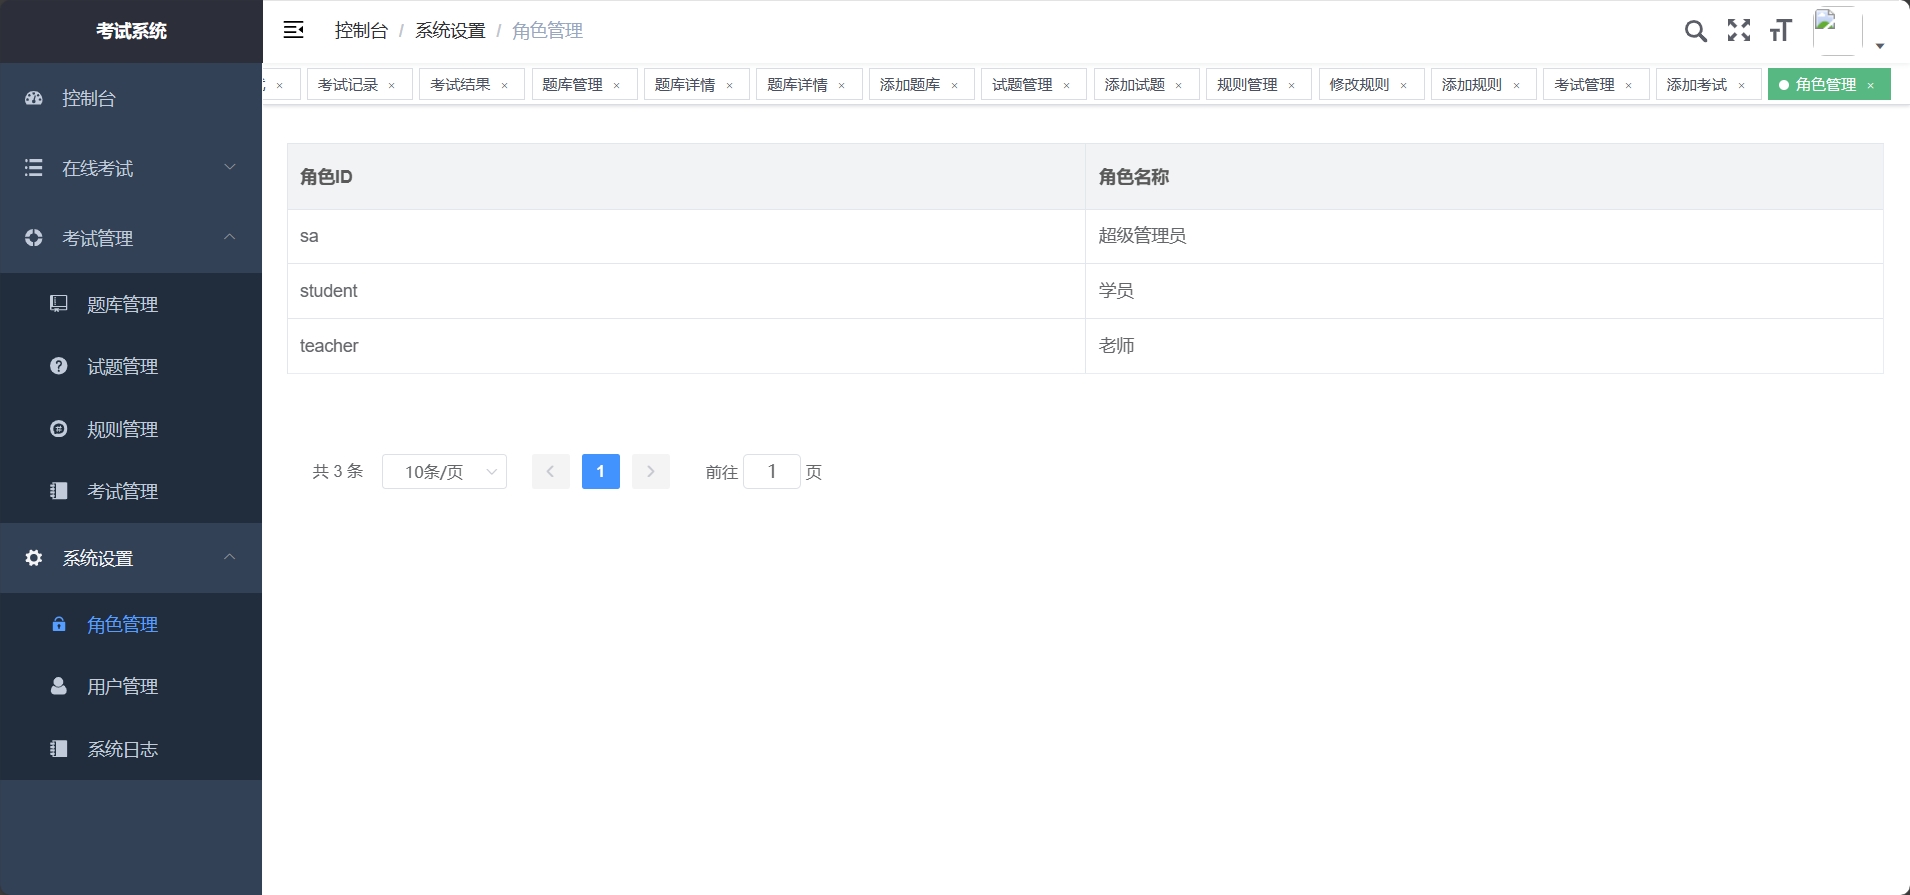 考试系统
控制台 / 系统设置 / 角色管理
考试记录 × 考试结果 × 题库管理 × 题库详情 × 题库详情 × 添加题库 × 试题管理 × 添加试题 × 规则管理 × 修改规则 × 添加规则 × 考试管理 × 添加考试 × 角色管理 ×
控制台
在线考试
考试管理
题库管理
试题管理
规则管理
考试管理
系统设置
角色管理
用户管理
系统日志
角色ID 角色名称
sa 超级管理员
student 学员
teacher 老师
共 3 条 10条/页 1 前往 1 页